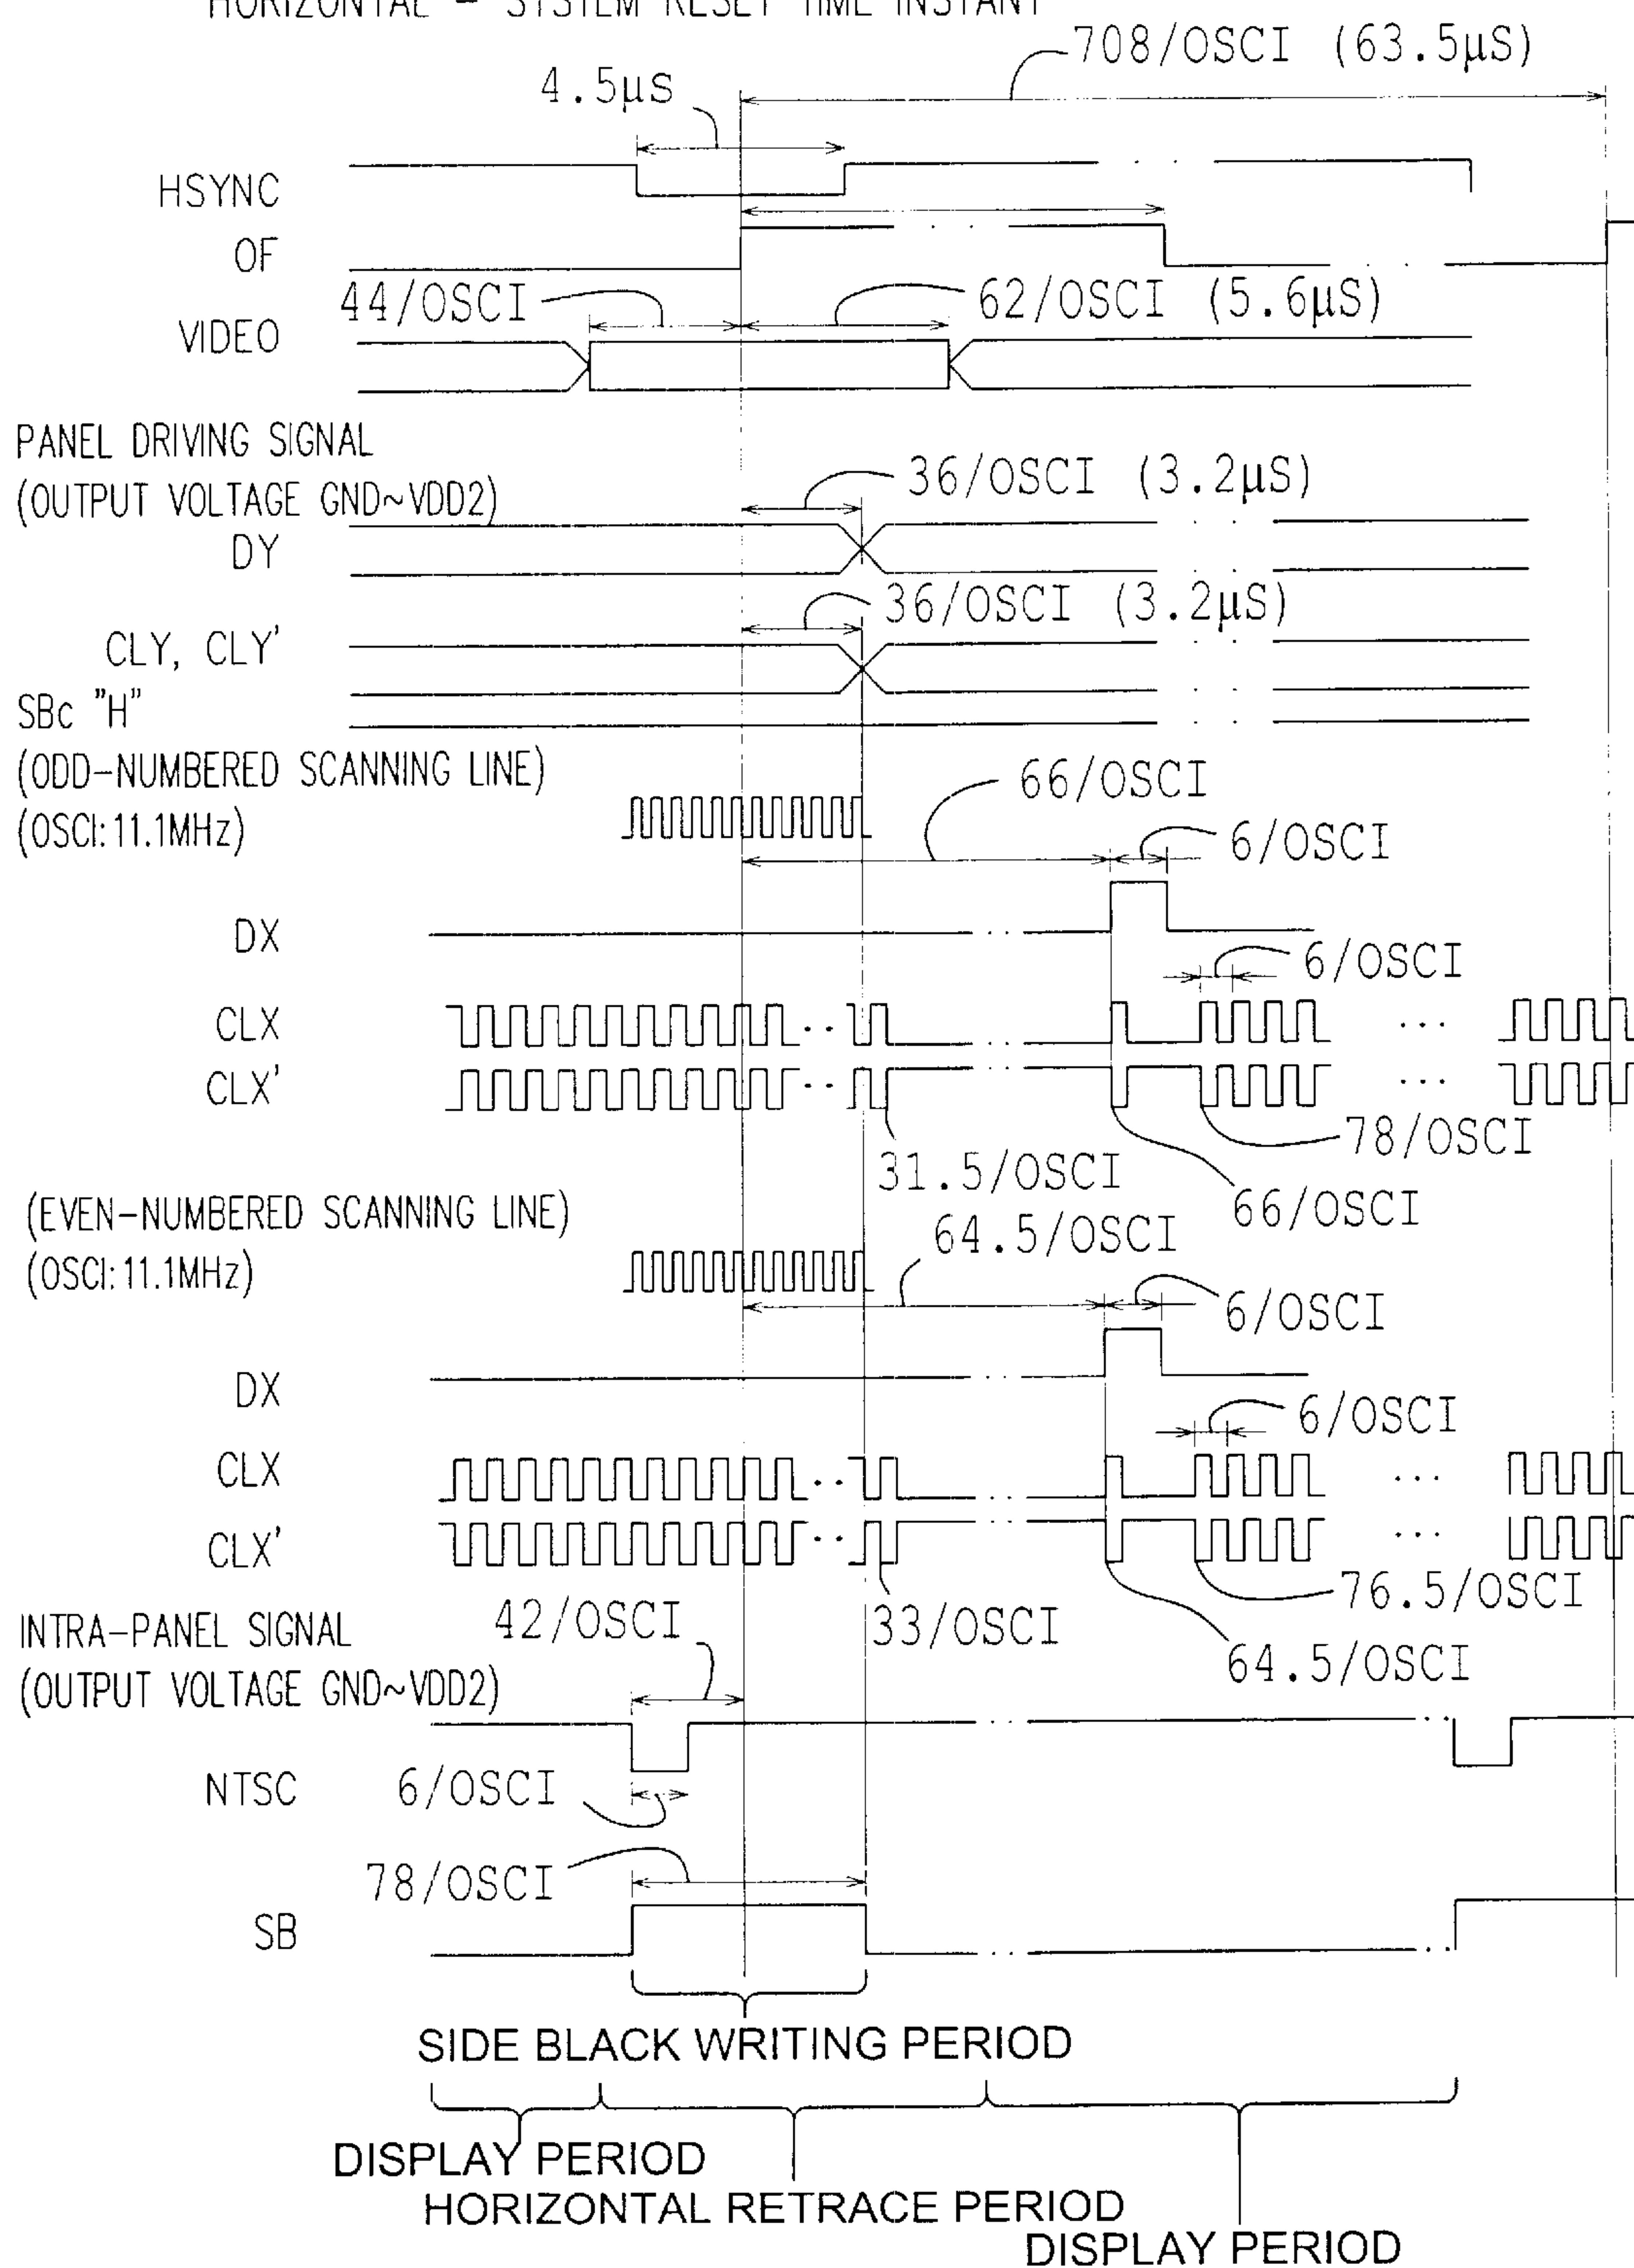 HORIZONTAL - SYSTEM RESET TIME INSTANT
708/OSCI (63.5μS)
4.5μS
HSYNC
OF
44/OSCI
62/OSCI (5.6μS)
VIDEO
PANEL DRIVING SIGNAL
(OUTPUT VOLTAGE GND~VDD2)
36/OSCI (3.2μS)
DY
36/OSCI (3.2μS)
CLY, CLY'
SBc "H"
(ODD-NUMBERED SCANNING LINE)
66/OSCI
(OSCI: 11.1MHz)
6/OSCI
DX
6/OSCI
CLX
CLX'
78/OSCI
31.5/OSCI
66/OSCI
(EVEN-NUMBERED SCANNING LINE)
64.5/OSCI
(OSCI: 11.1MHz)
6/OSCI
DX
6/OSCI
CLX
CLX'
76.5/OSCI
42/OSCI
33/OSCI
INTRA-PANEL SIGNAL
64.5/OSCI
(OUTPUT VOLTAGE GND~VDD2)
NTSC
6/OSCI
78/OSCI
SB
SIDE BLACK WRITING PERIOD
DISPLAY PERIOD
HORIZONTAL RETRACE PERIOD
DISPLAY PERIOD